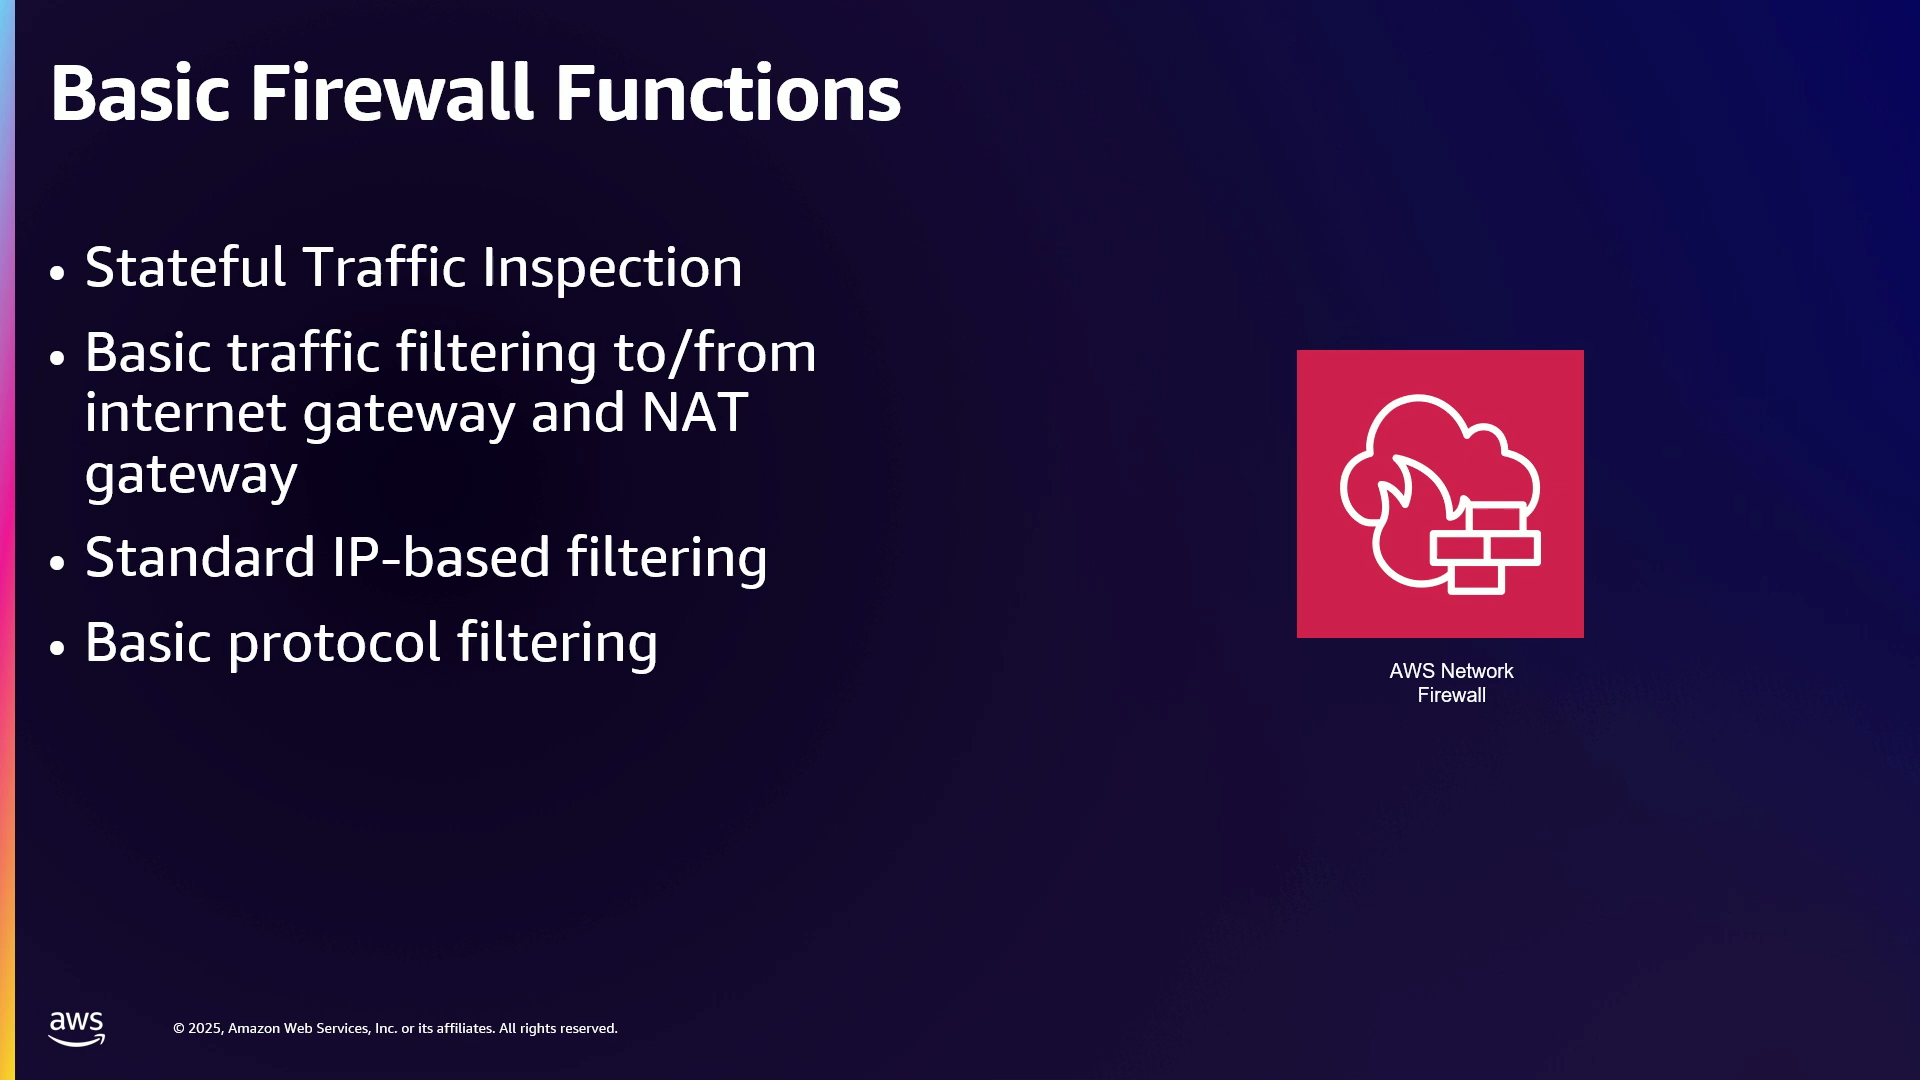 Basic Firewall Functions
• Stateful Traffic Inspection
• Basic traffic filtering to/from
internet gateway and NAT
gateway
• Standard IP-based filtering
• Basic protocol filtering
AWS Network
Firewall
aws
© 2025, Amazon Web Services, Inc. or its affiliates. All rights reserved.